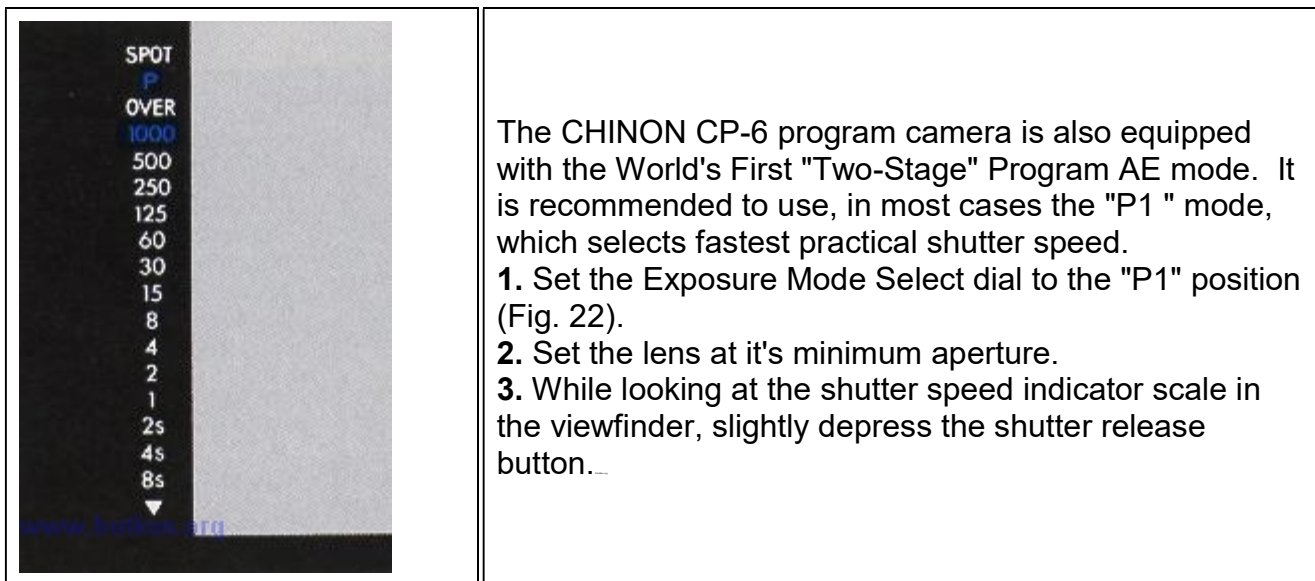 SPOT
P
OVER
1000
500
250
125
60
30
15
8
4
2
1
2s
4s
8s
▼
www.butkus.org
The CHINON CP-6 program camera is also equipped
with the World's First "Two-Stage" Program AE mode.  It
is recommended to use, in most cases the "P1 " mode,
which selects fastest practical shutter speed.
1. Set the Exposure Mode Select dial to the "P1" position
(Fig. 22).
2. Set the lens at it's minimum aperture.
3. While looking at the shutter speed indicator scale in
the viewfinder, slightly depress the shutter release
button.